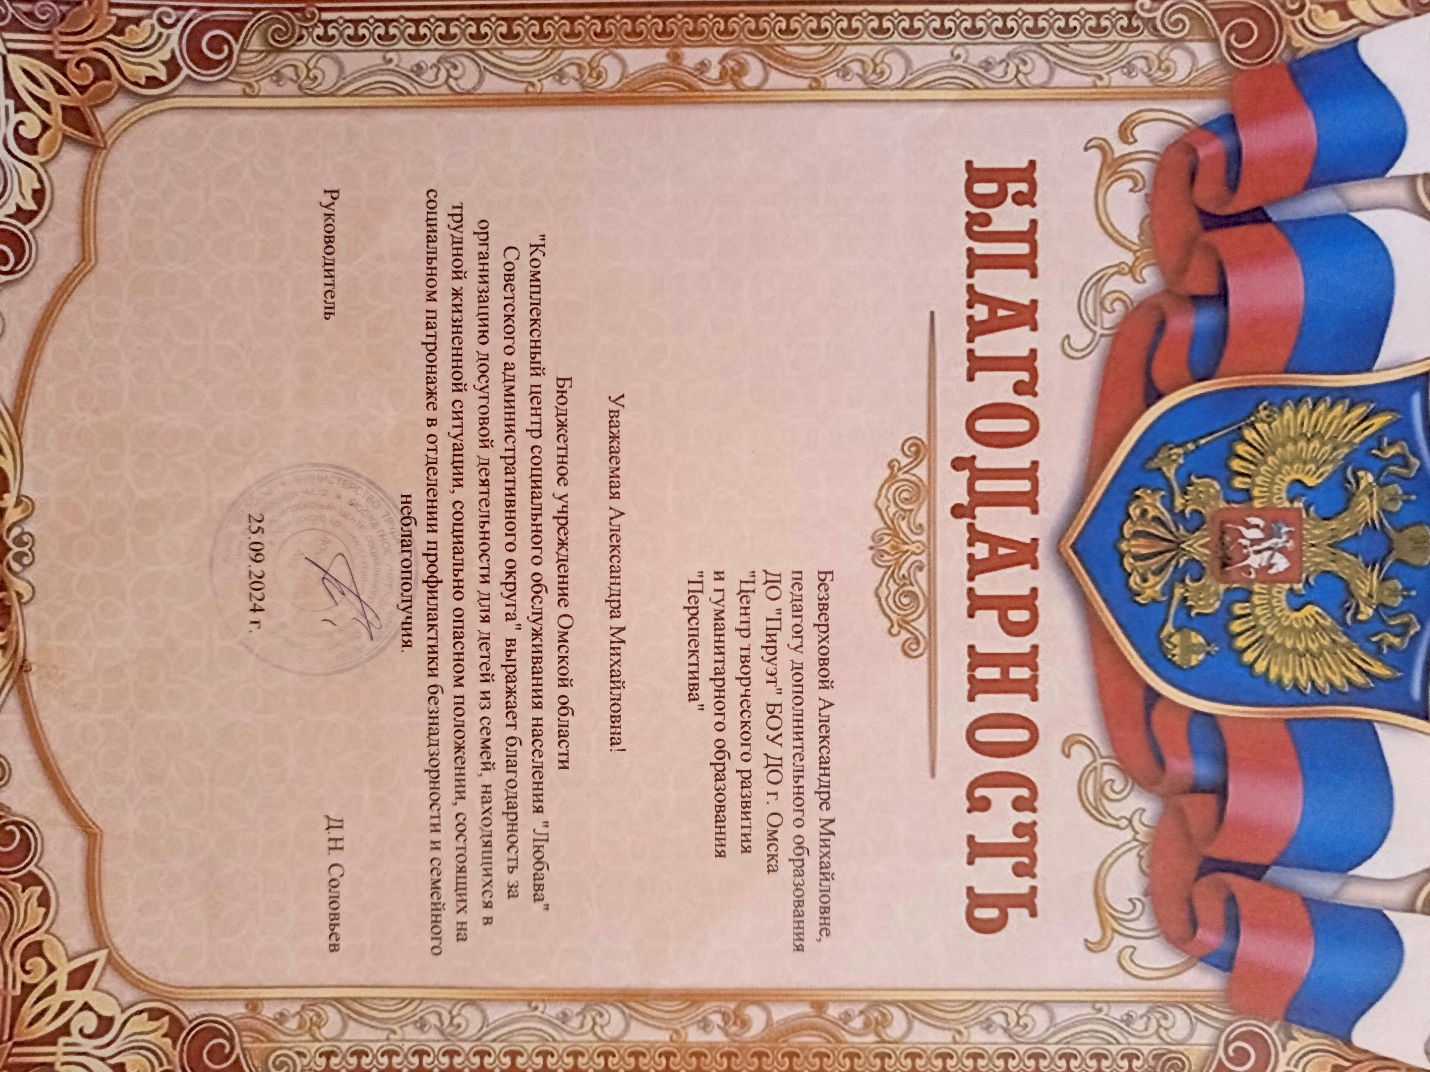 БЛАГОДАРНОСТЬ
Безверховой Александре Михайловне,
педагогу дополнительного образования
ДО "Пируэт" БОУ ДО г. Омска
"Центр творческого развития
и гуманитарного образования
"Перспектива"
Уважаемая Александра Михайловна!
Бюджетное учреждение Омской области
"Комплексный центр социального обслуживания населения "Любава"
Советского административного округа" выражает благодарность за
организацию досуговой деятельности для детей из семей, находящихся в
трудной жизненной ситуации, социально опасном положении, состоящих на
социальном патронаже в отделении профилактики безнадзорности и семейного
неблагополучия.
Руководитель
Д.Н. Соловьев
МИНИСТЕРСТВО ТРУДА
25.09.2024 г.